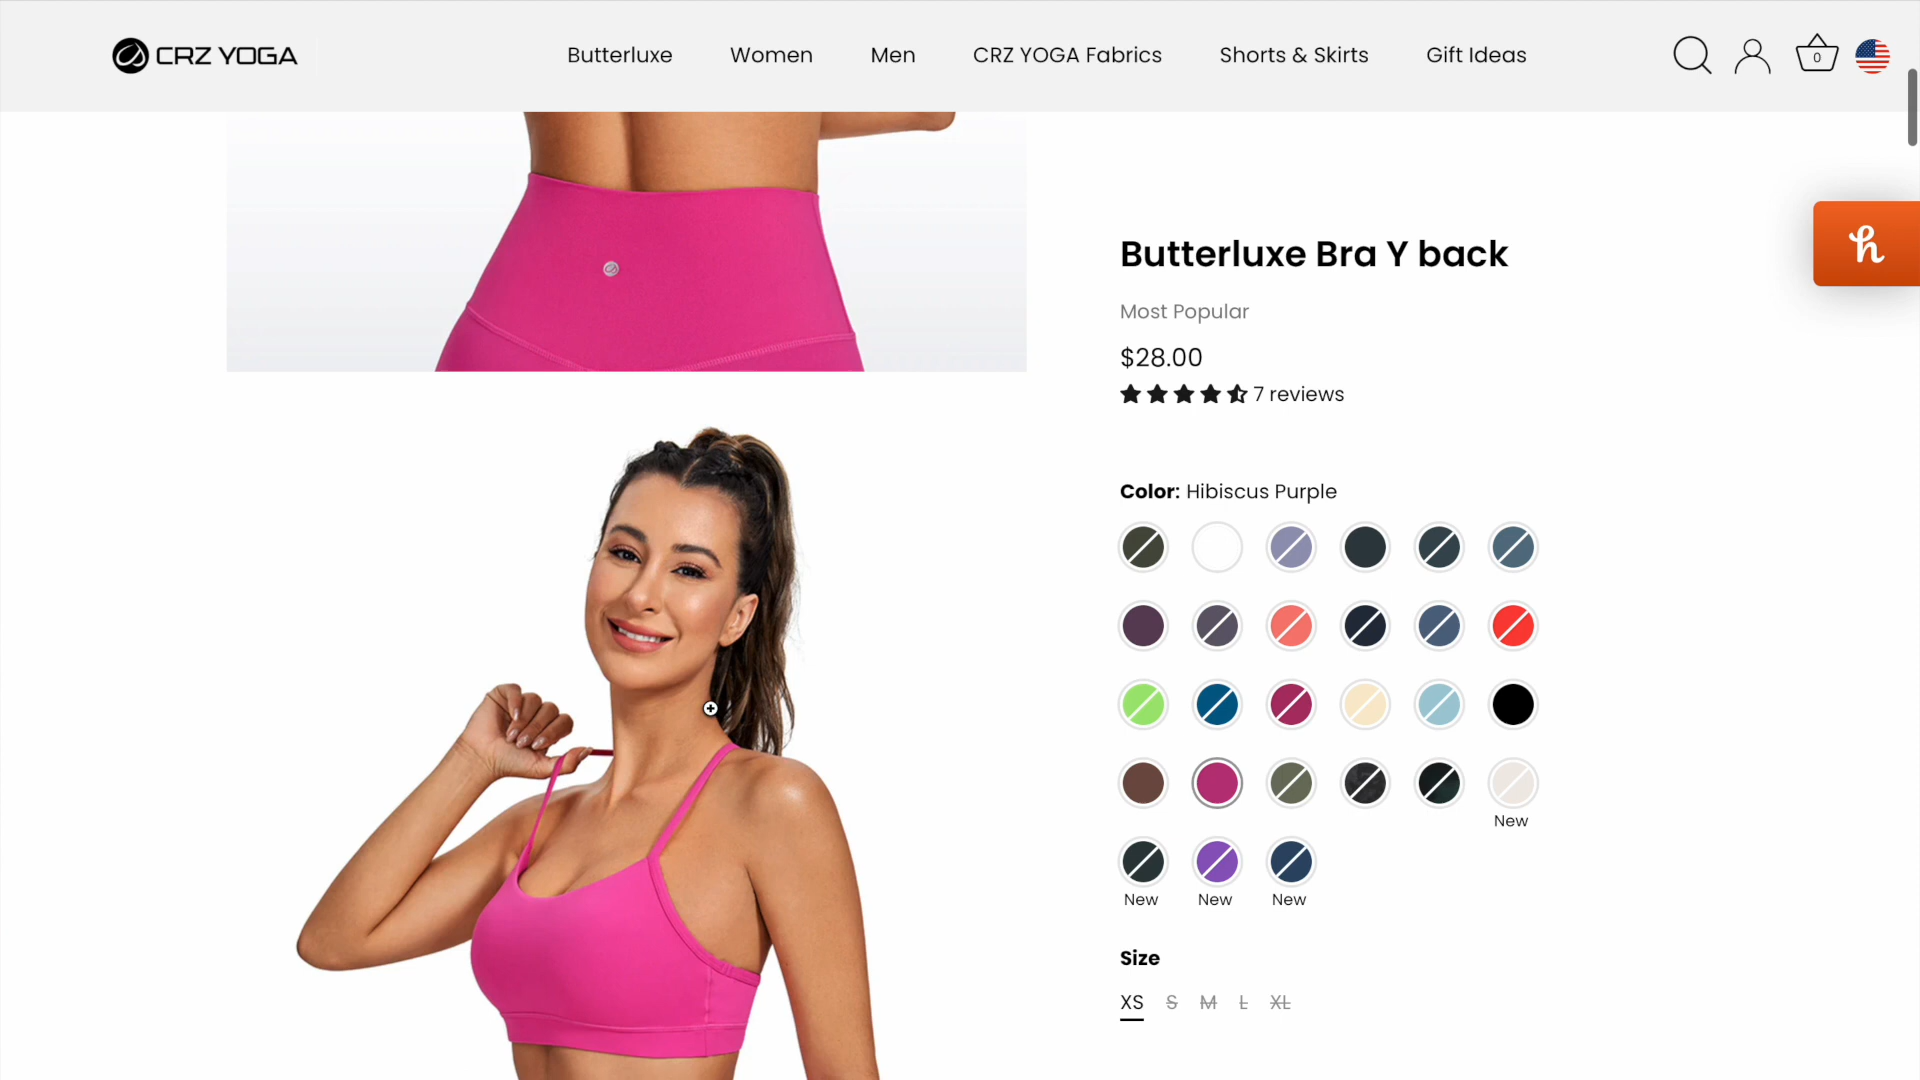 CRZ YOGA
Butterluxe Women Men CRZ YOGA Fabrics Shorts & Skirts Gift Ideas
0
h
Butterluxe Bra Y back
Most Popular
$28.00
7 reviews
Color: Hibiscus Purple
New
New New New
Size
XS S M L XL